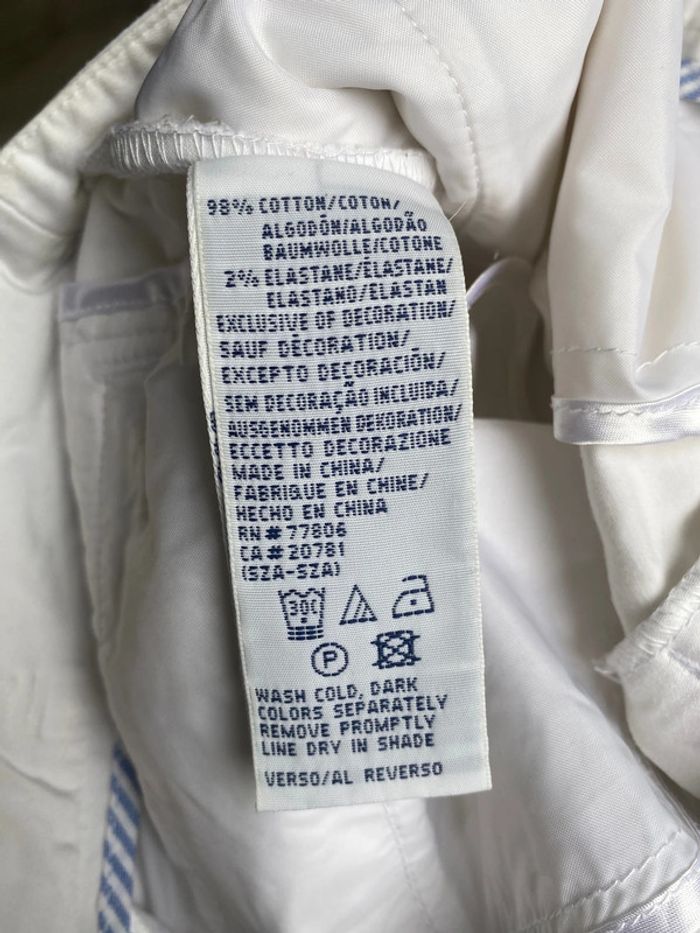 98% COTTON/COTON/
ALGODÓN/ALGODÃO
BAUMWOLLE/COTONE
2% ELASTANE/ÉLASTANE/
ELASTANO/ELASTAN
EXCLUSIVE OF DECORATION/
SAUF DÉCORATION/
EXCEPTO DECORACIÓN/
SEM DECORAÇÃO INCLUIDA/
AUSGENOMMEN DEKORATION/
ECCETTO DECORAZIONE
MADE IN CHINA/
FABRIQUE EN CHINE/
HECHO EN CHINA
RN# 77806
CA# 20781
(SZA-SZA)
30C
P
WASH COLD, DARK
COLORS SEPARATELY
REMOVE PROMPTLY
LINE DRY IN SHADE
VERSO/AL REVERSO